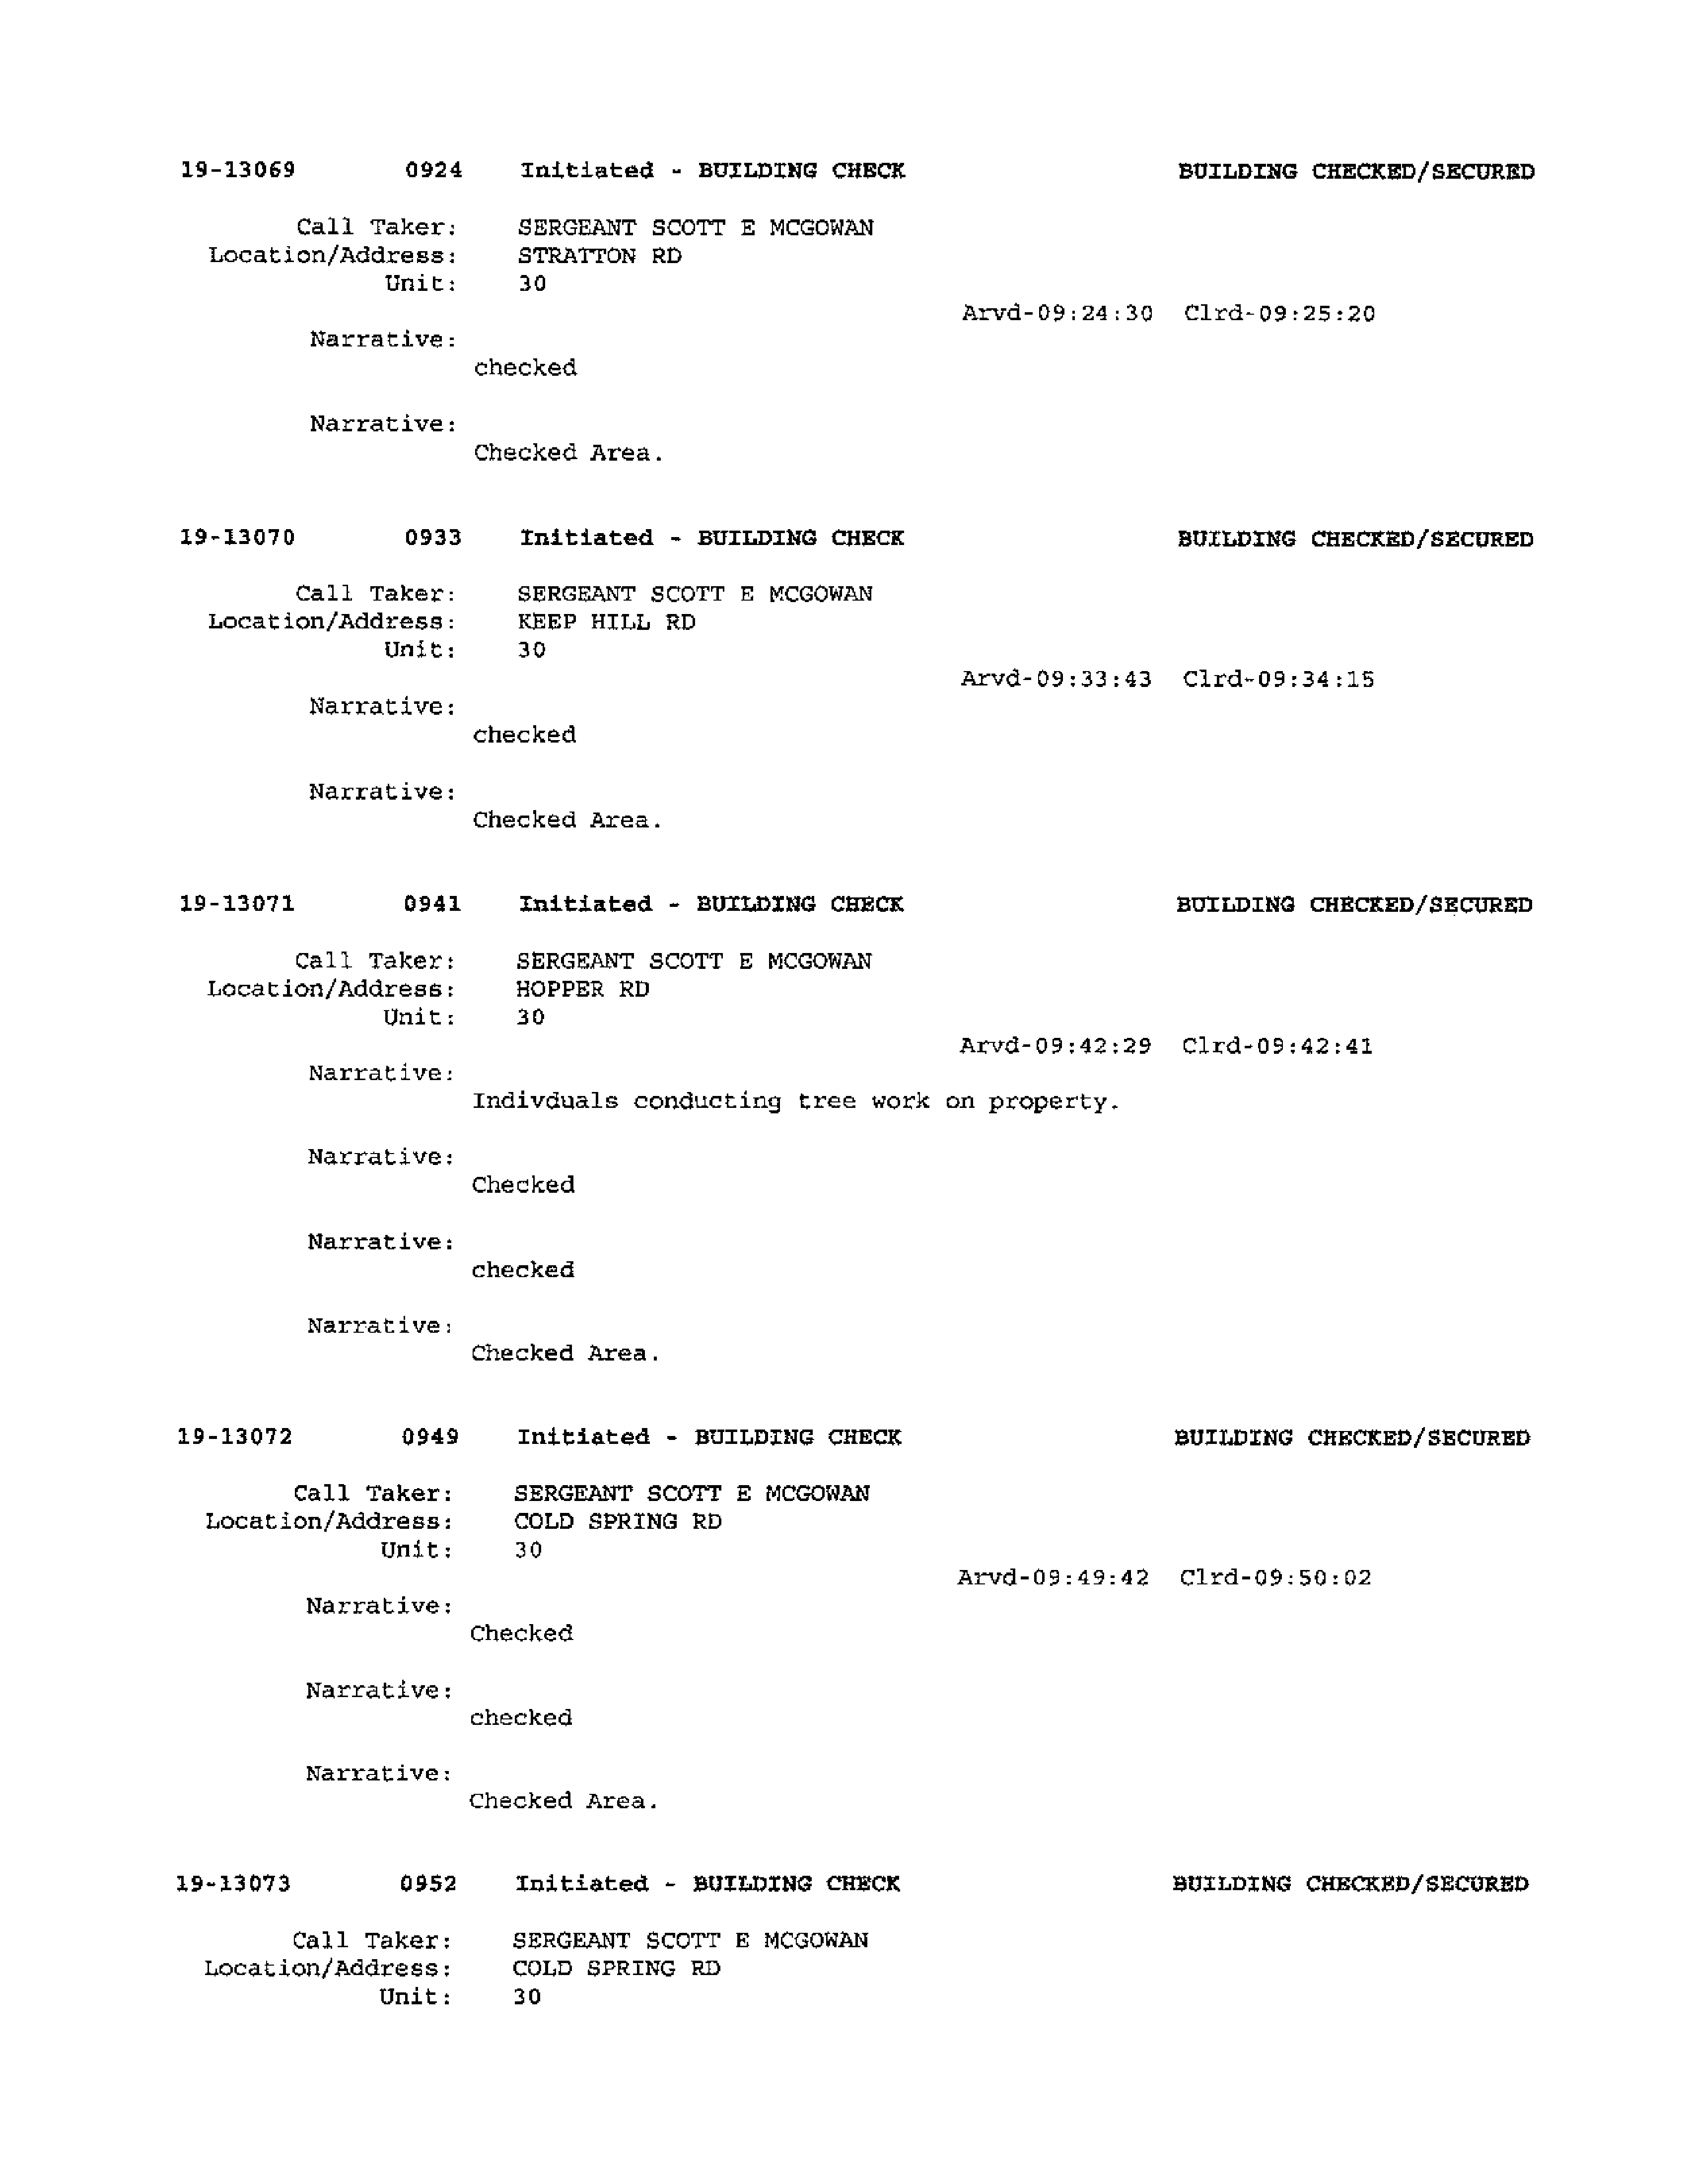 19-13069 0924 Initiated - BUILDING CHECK BUILDING CHECKED/SECURED
Call Taker: SERGEANT SCOTT E MCGOWAN
Location/Address: STRATTON RD
Unit: 30
Arvd-09:24:30 Clrd-09:25:20
Narrative:
checked
Narrative:
Checked Area.
19-13070 0933 Initiated - BUILDING CHECK BUILDING CHECKED/SECURED
Call Taker: SERGEANT SCOTT E MCGOWAN
Location/Address: KEEP HILL RD
Unit: 30
Arvd-09:33:43 Clrd-09:34:15
Narrative:
checked
Narrative:
Checked Area.
19-13071 0941 Initiated - BUILDING CHECK BUILDING CHECKED/SECURED
Call Taker: SERGEANT SCOTT E MCGOWAN
Location/Address: HOPPER RD
Unit: 30
Arvd-09:42:29 Clrd-09:42:41
Narrative:
Indivduals conducting tree work on property.
Narrative:
Checked
Narrative:
checked
Narrative:
Checked Area.
19-13072 0949 Initiated - BUILDING CHECK BUILDING CHECKED/SECURED
Call Taker: SERGEANT SCOTT E MCGOWAN
Location/Address: COLD SPRING RD
Unit: 30
Arvd-09:49:42 Clrd-09:50:02
Narrative:
Checked
Narrative:
checked
Narrative:
Checked Area.
19-13073 0952 Initiated - BUILDING CHECK BUILDING CHECKED/SECURED
Call Taker: SERGEANT SCOTT E MCGOWAN
Location/Address: COLD SPRING RD
Unit: 30